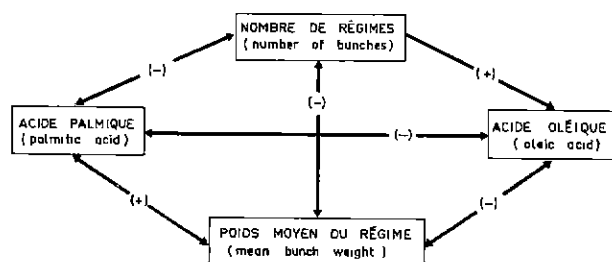 NOMBRE DE RÉGIMES
(number of bunches)
(−)
(+)
(−)
ACIDE PALMIQUE
(palmitic acid)
(−)
ACIDE OLÉIQUE
(oleic acid)
(+)
(−)
POIDS MOYEN DU RÉGIME
(mean bunch weight)